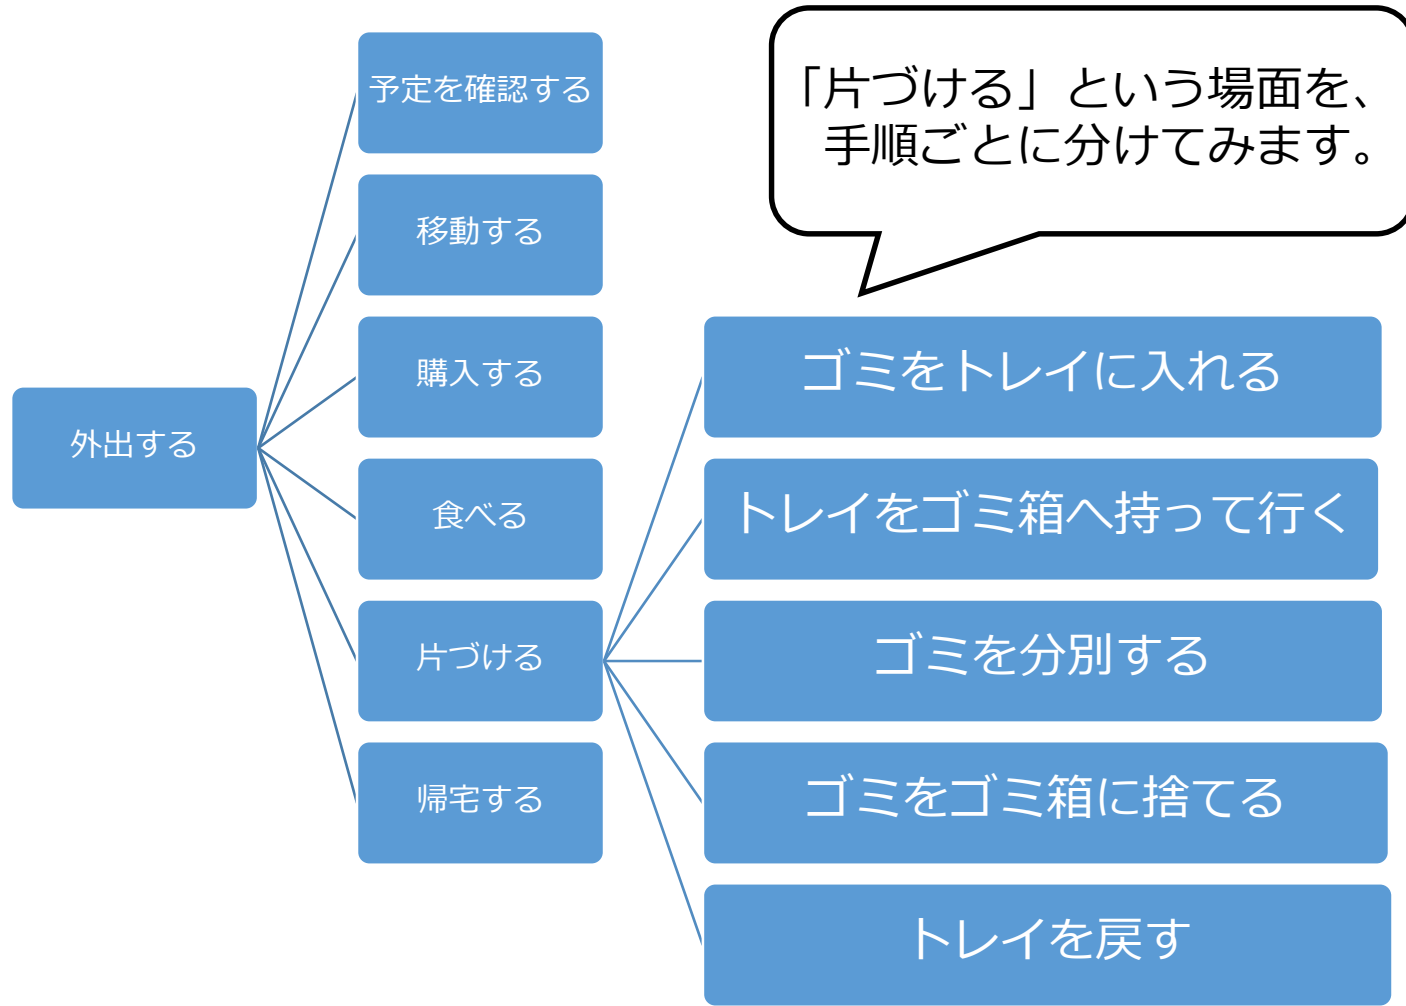 「片づける」という場面を、
手順ごとに分けてみます。
外出する
予定を確認する
移動する
購入する
食べる
片づける
帰宅する
ゴミをトレイに入れる
トレイをゴミ箱へ持って行く
ゴミを分別する
ゴミをゴミ箱に捨てる
トレイを戻す